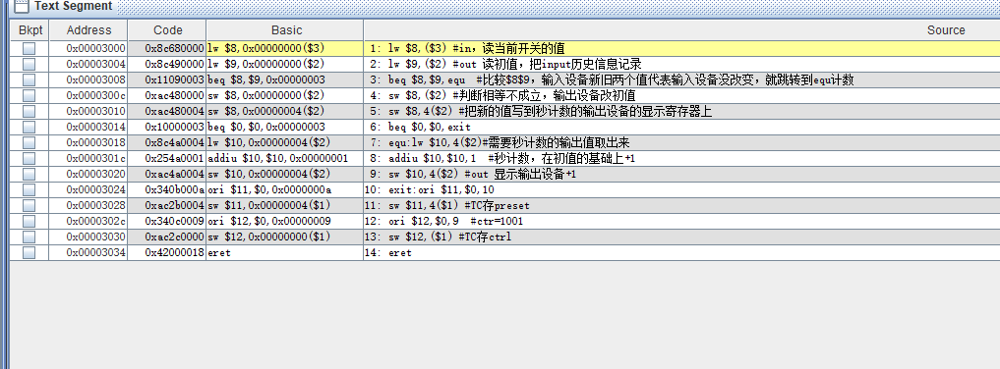 Text Segment
Bkpt Address Code Basic Source
0x00003000 0x8c680000 lw $8,0x00000000($3) 1: lw $8,($3) #in，读当前开关的值
0x00003004 0x8c490000 lw $9,0x00000000($2) 2: lw $9,($2) #out 读初值，把input历史信息记录
0x00003008 0x11090003 beq $8,$9,0x00000003 3: beq $8,$9,equ #比较$8$9，输入设备新旧两个值代表输入设备没改变，就跳转到equ计数
0x0000300c 0xac480000 sw $8,0x00000000($2) 4: sw $8,($2) #判断相等不成立，输出设备改初值
0x00003010 0xac480004 sw $8,0x00000004($2) 5: sw $8,4($2) #把新的值写到秒计数的输出设备的显示寄存器上
0x00003014 0x10000003 beq $0,$0,0x00000003 6: beq $0,$0,exit
0x00003018 0x8c4a0004 lw $10,0x00000004($2) 7: equ:lw $10,4($2)#需要秒计数的输出值取出来
0x0000301c 0x254a0001 addiu $10,$10,0x00000001 8: addiu $10,$10,1 #秒计数，在初值的基础上+1
0x00003020 0xac4a0004 sw $10,0x00000004($2) 9: sw $10,4($2) #out 显示输出设备+1
0x00003024 0x340b000a ori $11,$0,0x0000000a 10: exit:ori $11,$0,10
0x00003028 0xac2b0004 sw $11,0x00000004($1) 11: sw $11,4($1) #TC存preset
0x0000302c 0x340c0009 ori $12,$0,0x00000009 12: ori $12,$0,9 #ctr=1001
0x00003030 0xac2c0000 sw $12,0x00000000($1) 13: sw $12,($1) #TC存ctrl
0x00003034 0x42000018 eret 14: eret